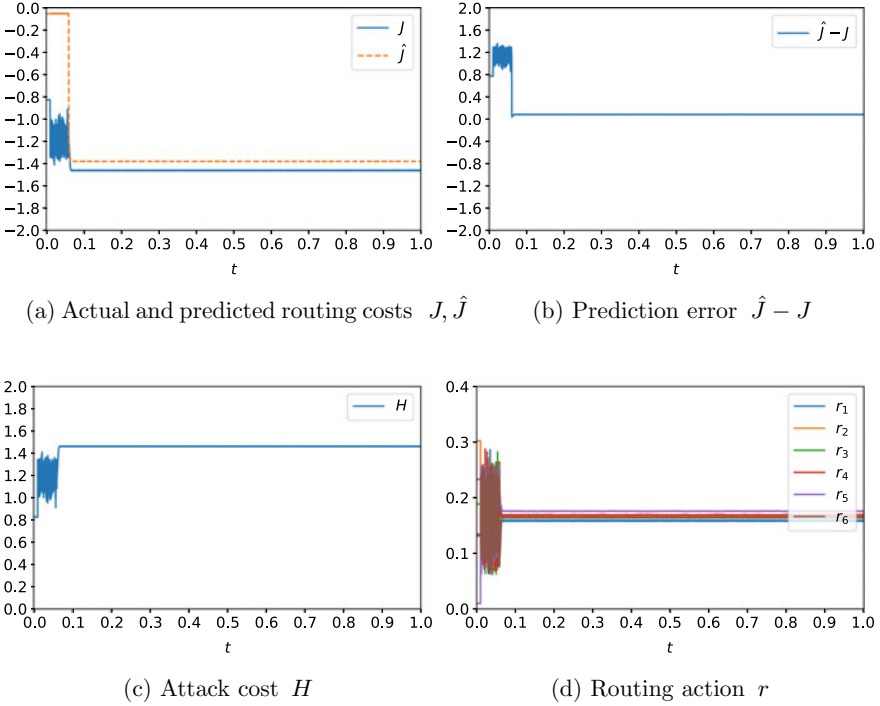 0.0
−0.2
−0.4
−0.6
−0.8
−1.0
−1.2
−1.4
−1.6
−1.8
−2.0
0.0 0.1 0.2 0.3 0.4 0.5 0.6 0.7 0.8 0.9 1.0
t
J
Ĵ
(a) Actual and predicted routing costs J, Ĵ
2.0
1.6
1.2
0.8
0.4
0.0
−0.4
−0.8
−1.2
−1.6
−2.0
0.0 0.1 0.2 0.3 0.4 0.5 0.6 0.7 0.8 0.9 1.0
t
Ĵ − J
(b) Prediction error Ĵ − J
2.0
1.8
1.6
1.4
1.2
1.0
0.8
0.6
0.4
0.2
0.0
0.0 0.1 0.2 0.3 0.4 0.5 0.6 0.7 0.8 0.9 1.0
t
H
(c) Attack cost H
0.4
0.3
0.2
0.1
0.0
0.0 0.1 0.2 0.3 0.4 0.5 0.6 0.7 0.8 0.9 1.0
t
r₁
r₂
r₃
r₄
r₅
r₆
(d) Routing action r